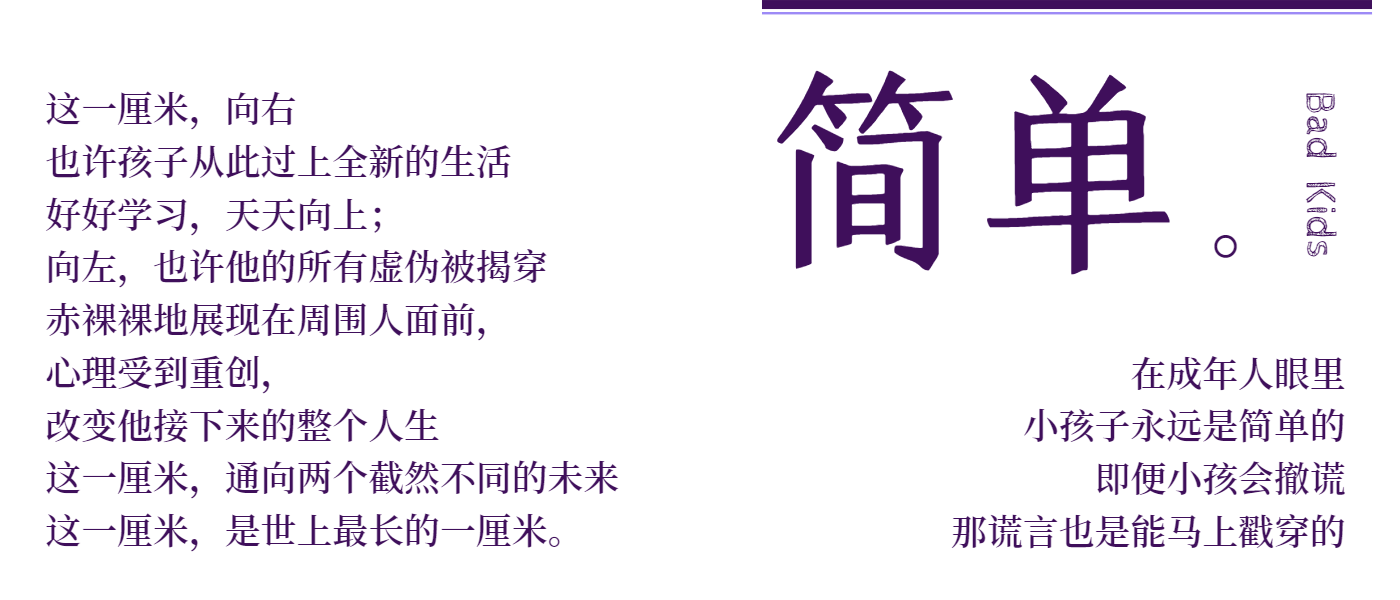 这一厘米，向右
也许孩子从此过上全新的生活
好好学习，天天向上；
向左，也许他的所有虚伪被揭穿
赤裸裸地展现在周围人面前，
心理受到重创，
改变他接下来的整个人生
这一厘米，通向两个截然不同的未来
这一厘米，是世上最长的一厘米。
简单。
Bad Kids
在成年人眼里
小孩子永远是简单的
即便小孩会撤谎
那谎言也是能马上戳穿的